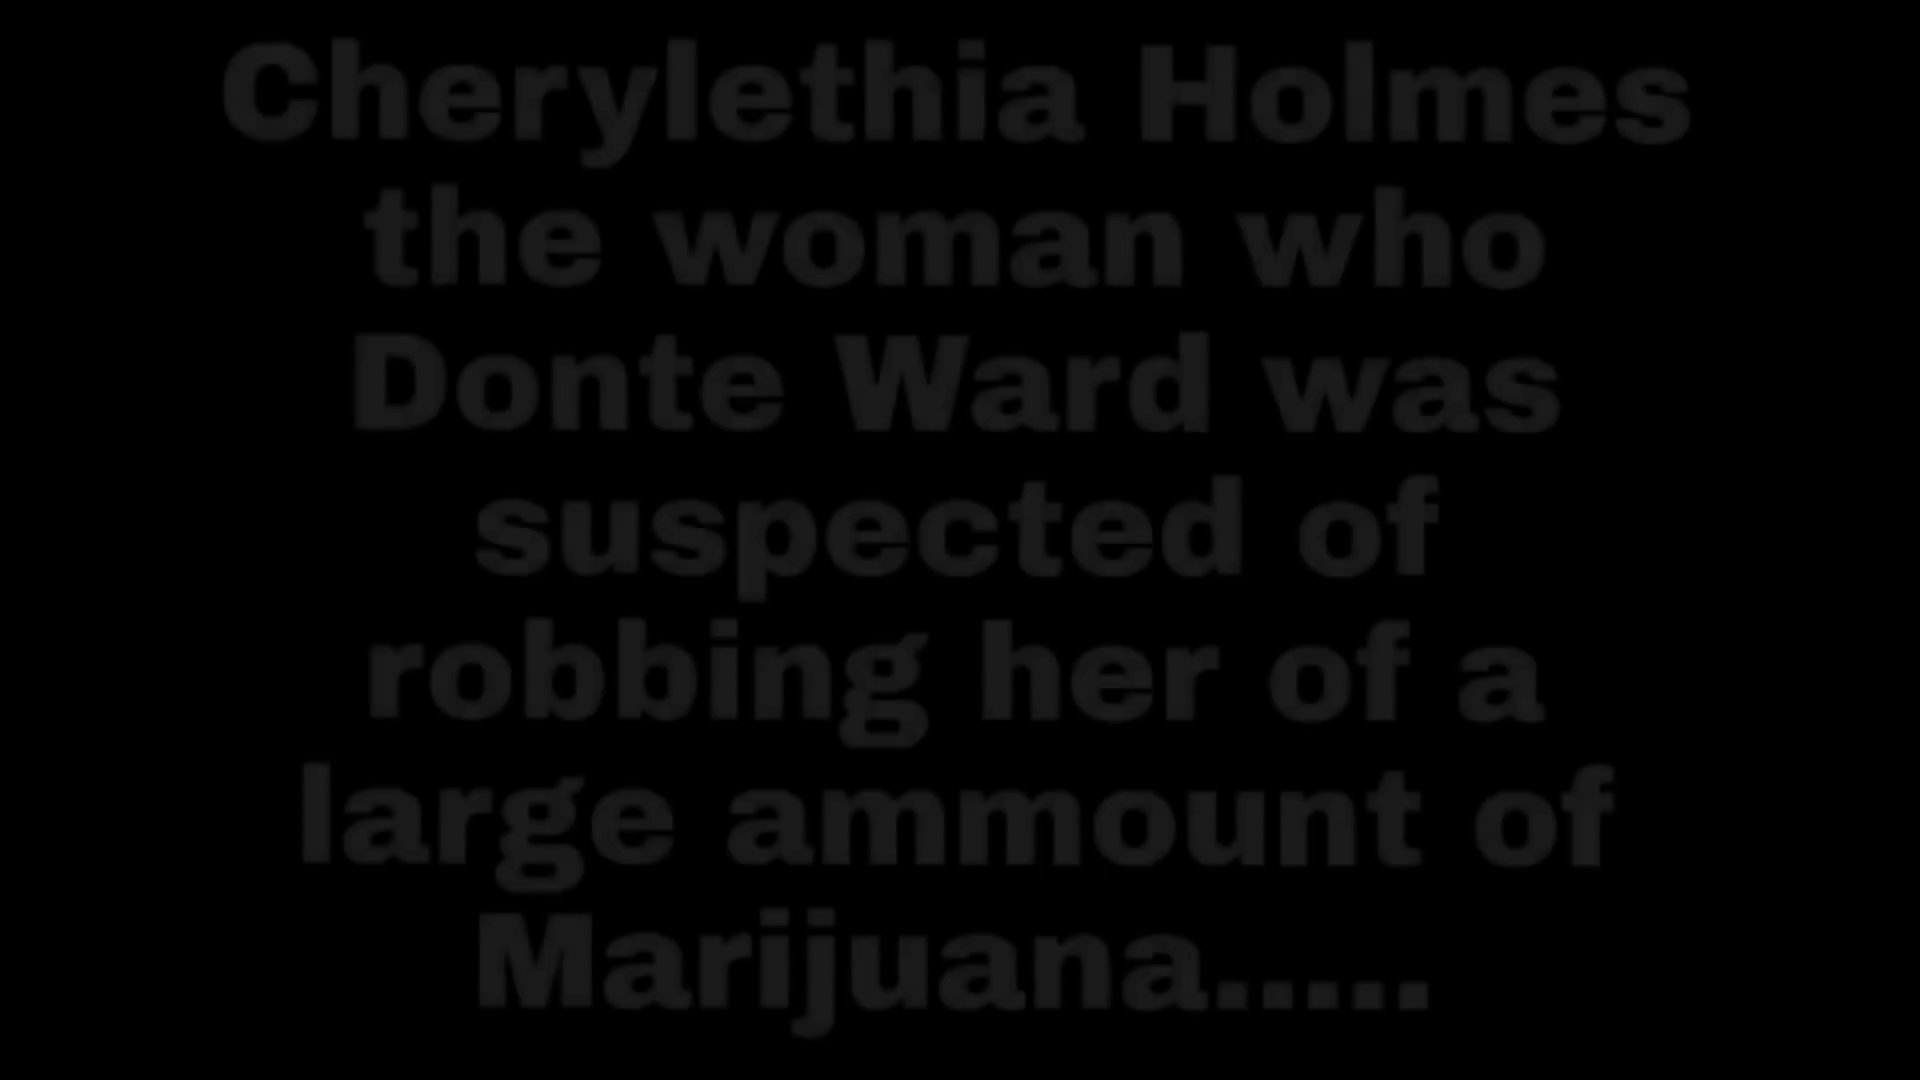 Cherylethia Holmes
the woman who
Donte Ward was
suspected of
robbing her of a
large ammount of
Marijuana.....